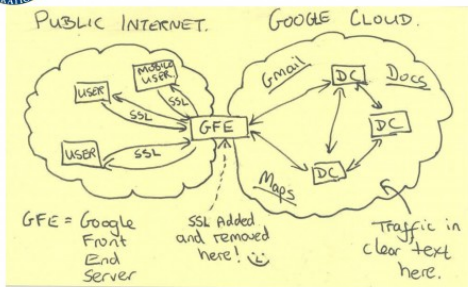 PUBLIC INTERNET.
GOOGLE CLOUD.
MOBILE
USER
USER
SSL
SSL
SSL
USER
GFE
Gmail
DC
Docs
DC
DC
Maps
GFE = Google
Front
End
Server
SSL Added
and removed
here!
Traffic in
clear text
here.